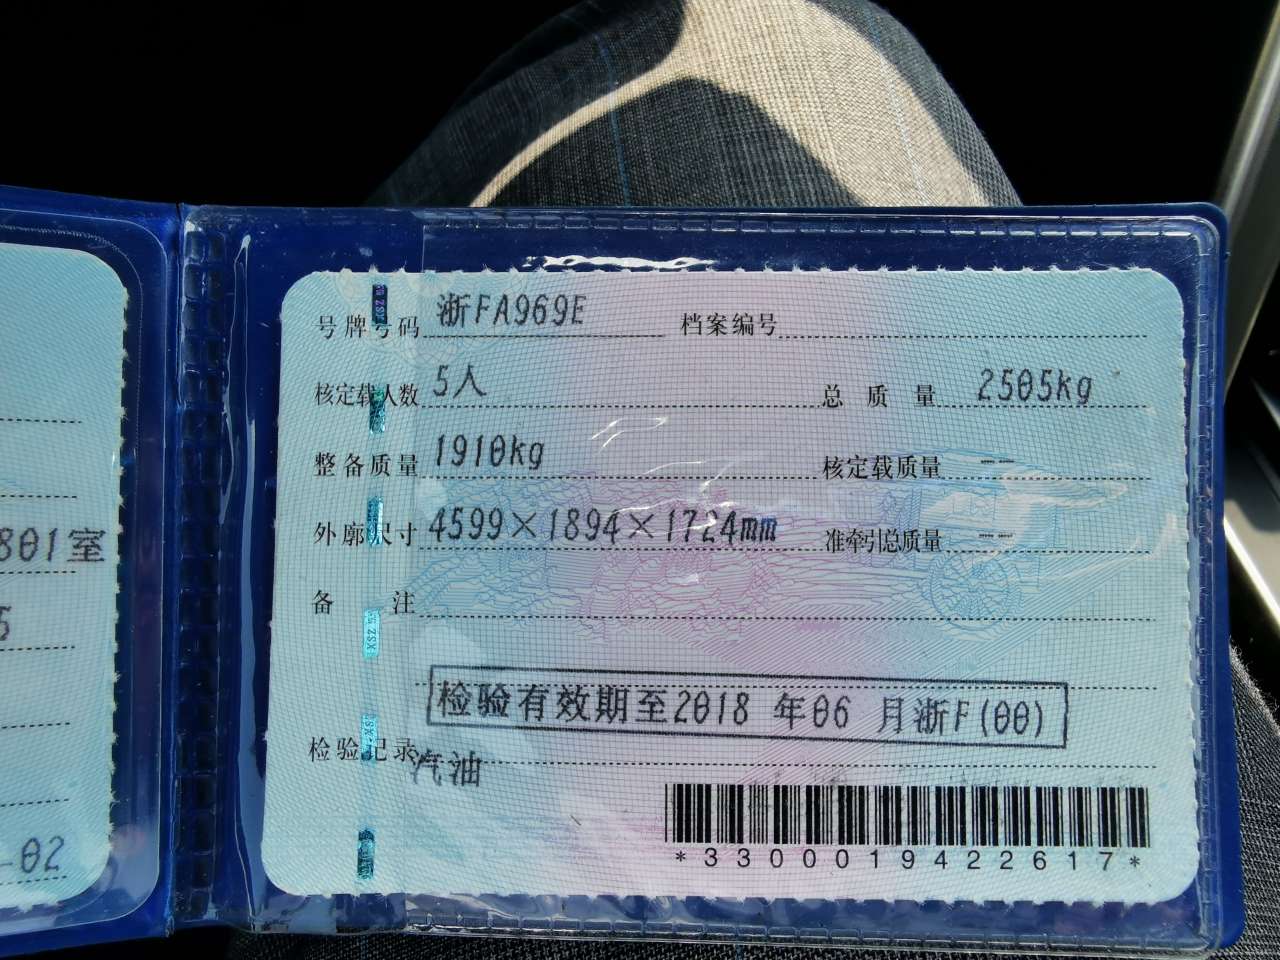 801室
5
-02
号牌号码 浙FA969E 档案编号
核定载人数 5人 总质量 2505kg
整备质量 1910kg 核定载质量 ---
外廓尺寸 4599×1894×1724mm 准牵引总质量 ---
备注
检验有效期至2018 年06 月浙F(00)
检验记录
汽油
*3300019422617*